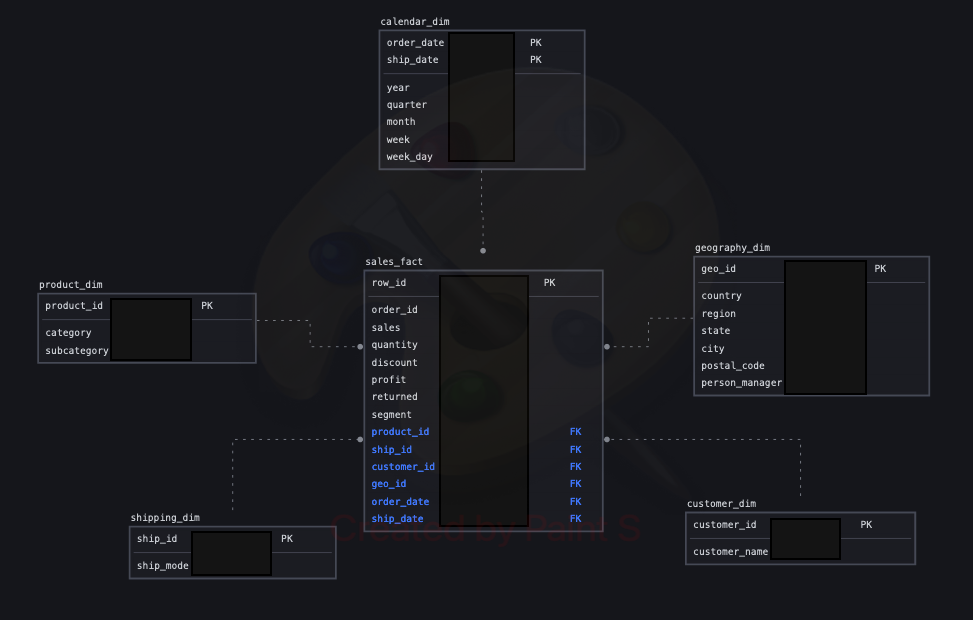 calendar_dim
order_date PK
ship_date PK
year
quarter
month
week
week_day
sales_fact
row_id PK
order_id
sales
quantity
discount
profit
returned
segment
product_id FK
ship_id FK
customer_id FK
geo_id FK
order_date FK
ship_date FK
product_dim
product_id PK
category
subcategory
geography_dim
geo_id PK
country
region
state
city
postal_code
person_manager
shipping_dim
ship_id PK
ship_mode
customer_dim
customer_id PK
customer_name
Created by Paint S